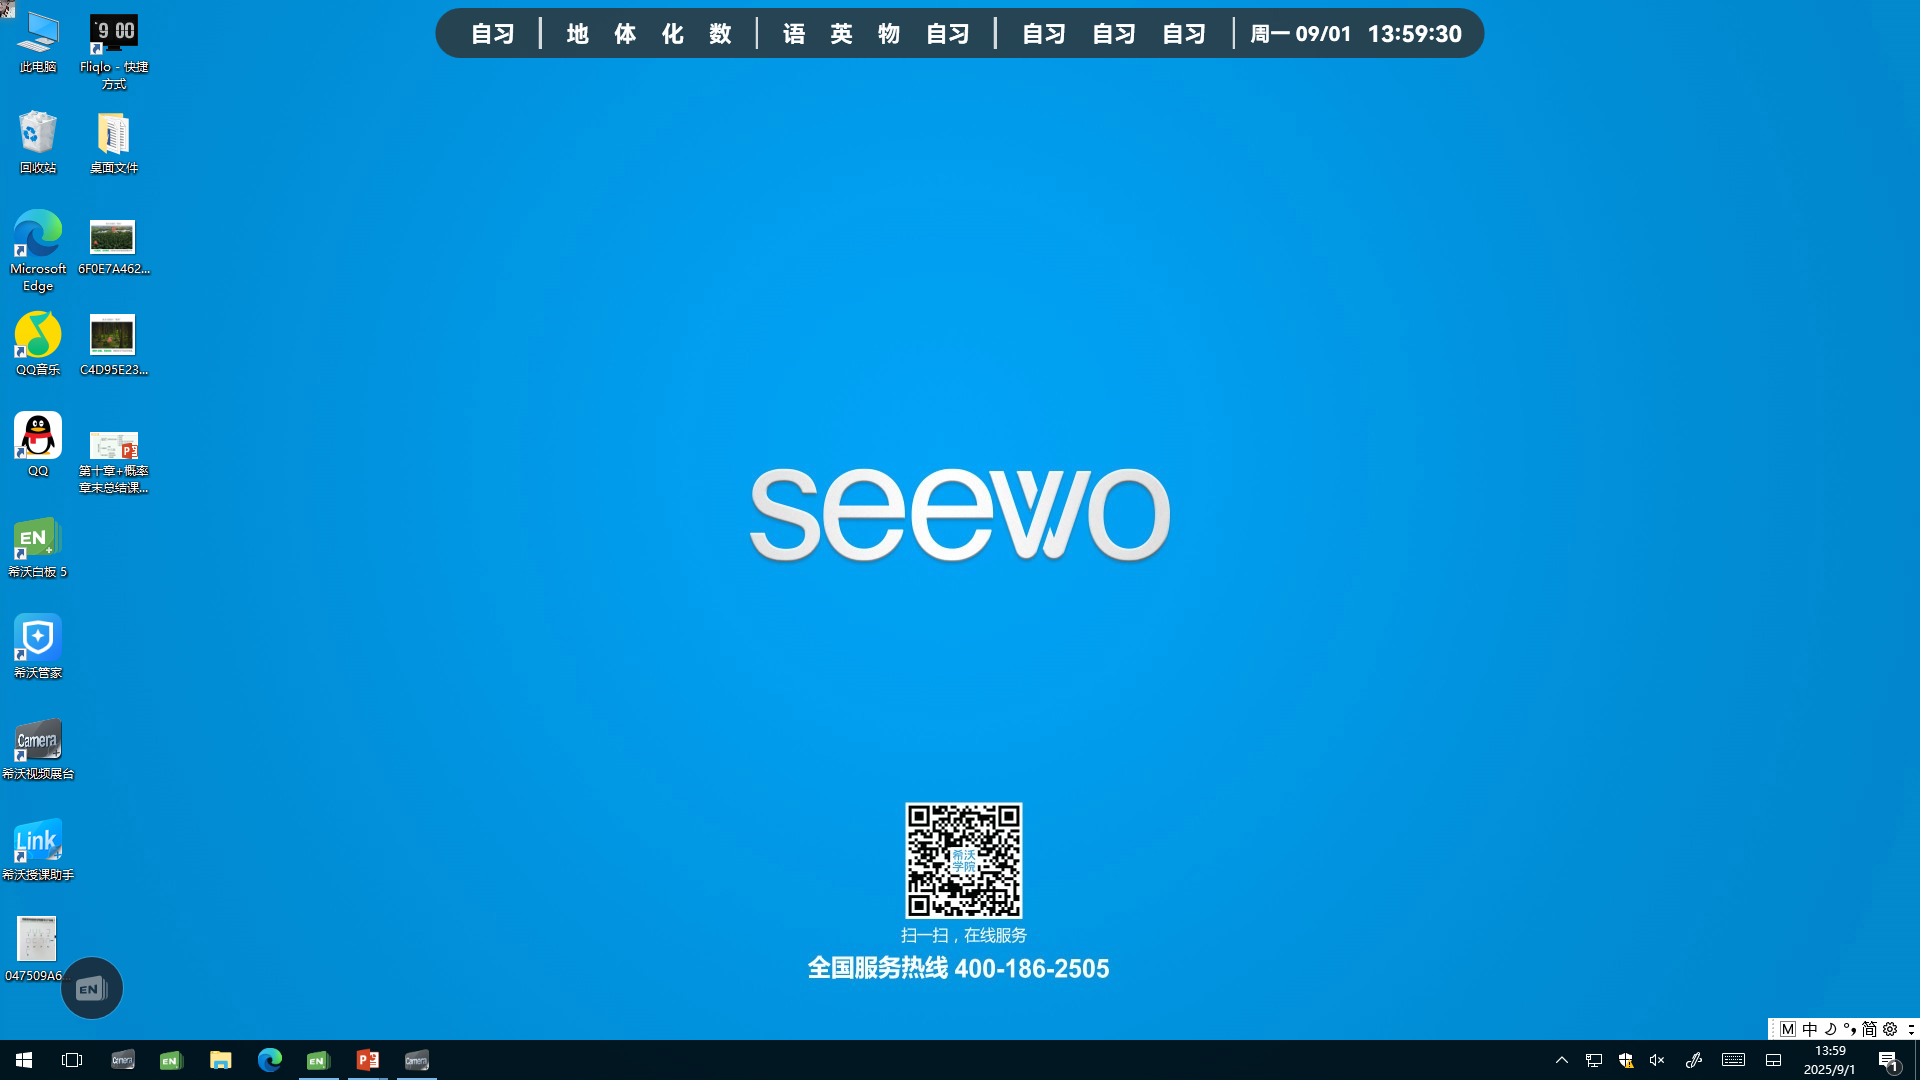 自习 | 地 体 化 数 | 语 英 物 自习 | 自习 自习 自习 | 周一 09/01 13:59:30
此电脑
9 00
Fliqlo - 快捷
方式
回收站
桌面文件
Microsoft
Edge
6F0E7A462...
QQ音乐
C4D95E23...
QQ
第十章+概率
章末总结课...
EN
希沃白板 5
希沃管家
Camera
希沃视频展台
Link
希沃授课助手
047509A6...
EN
seewo
希沃
学院
扫一扫，在线服务
全国服务热线 400-186-2505
M 中 简
Camera
EN
EN
Camera
13:59
2025/9/1
1